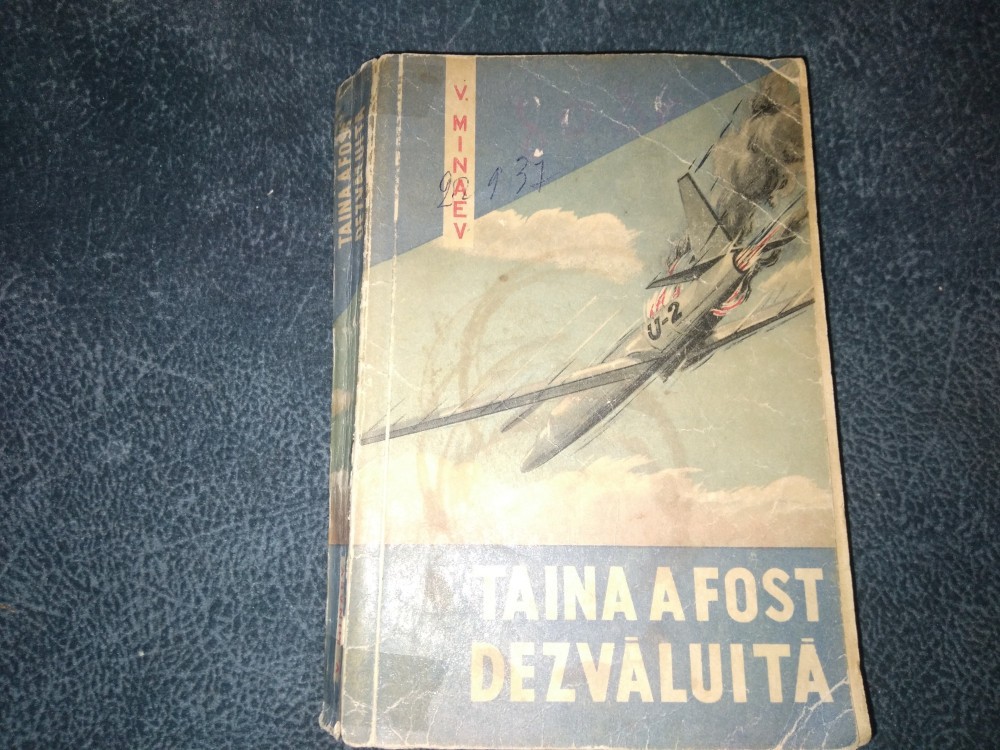 TAINA A FOST
DEZVĂLUITĂ
V. MINAEV
U-2
TAINA A FOST
DEZVĂLUITĂ